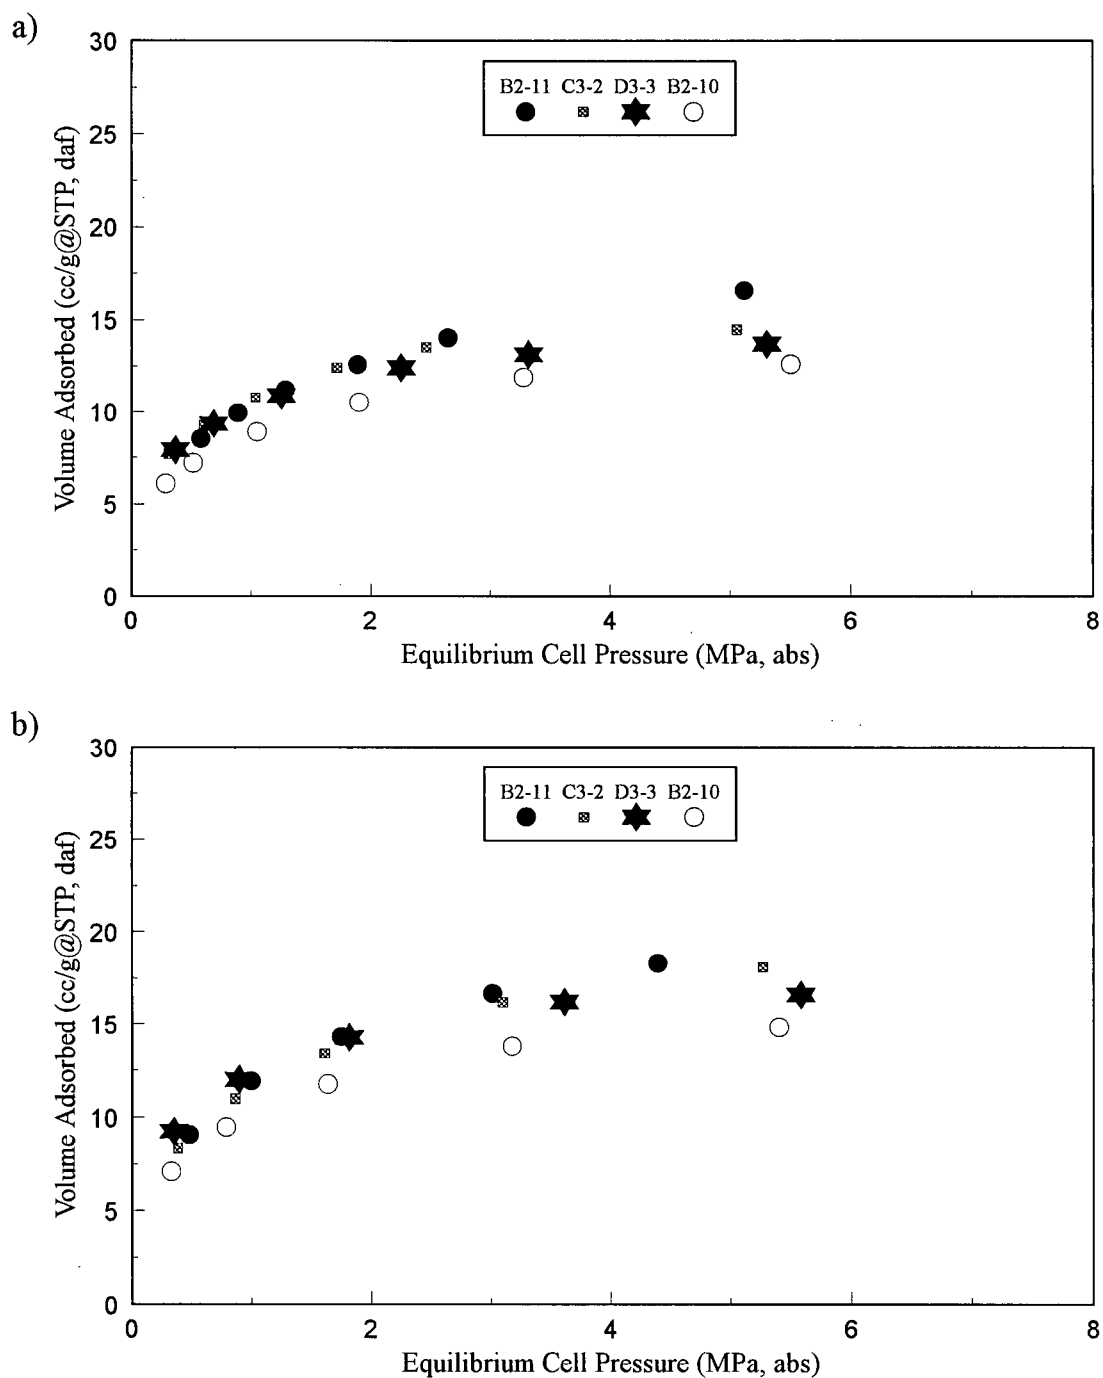 a)
30
B2-11 C3-2 D3-3 B2-10
25
20
15
10
5
0
Volume Adsorbed (cc/g@STP, daf)
0 2 4 6 8
Equilibrium Cell Pressure (MPa, abs)
b)
30
B2-11 C3-2 D3-3 B2-10
25
20
15
10
5
0
Volume Adsorbed (cc/g@STP, daf)
0 2 4 6 8
Equilibrium Cell Pressure (MPa, abs)